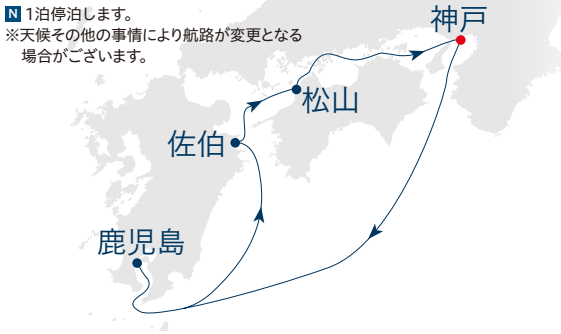 N 1泊停泊します。
※天候その他の事情により航路が変更となる
場合がございます。
神戸
松山
佐伯
鹿児島